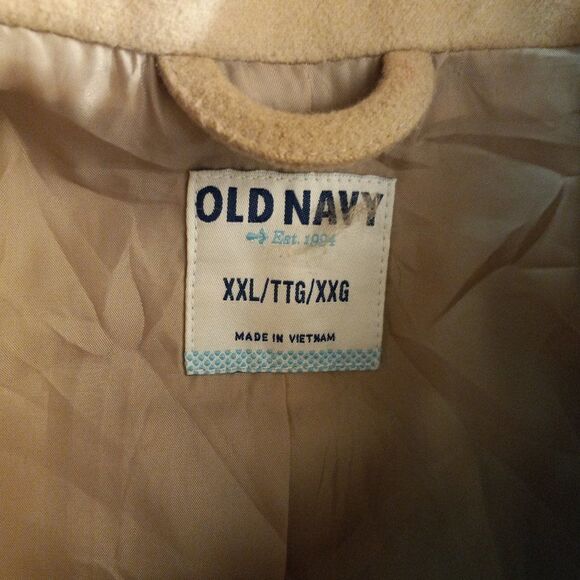 OLD NAVY
Est. 1994
XXL/TTG/XXG
MADE IN VIETNAM